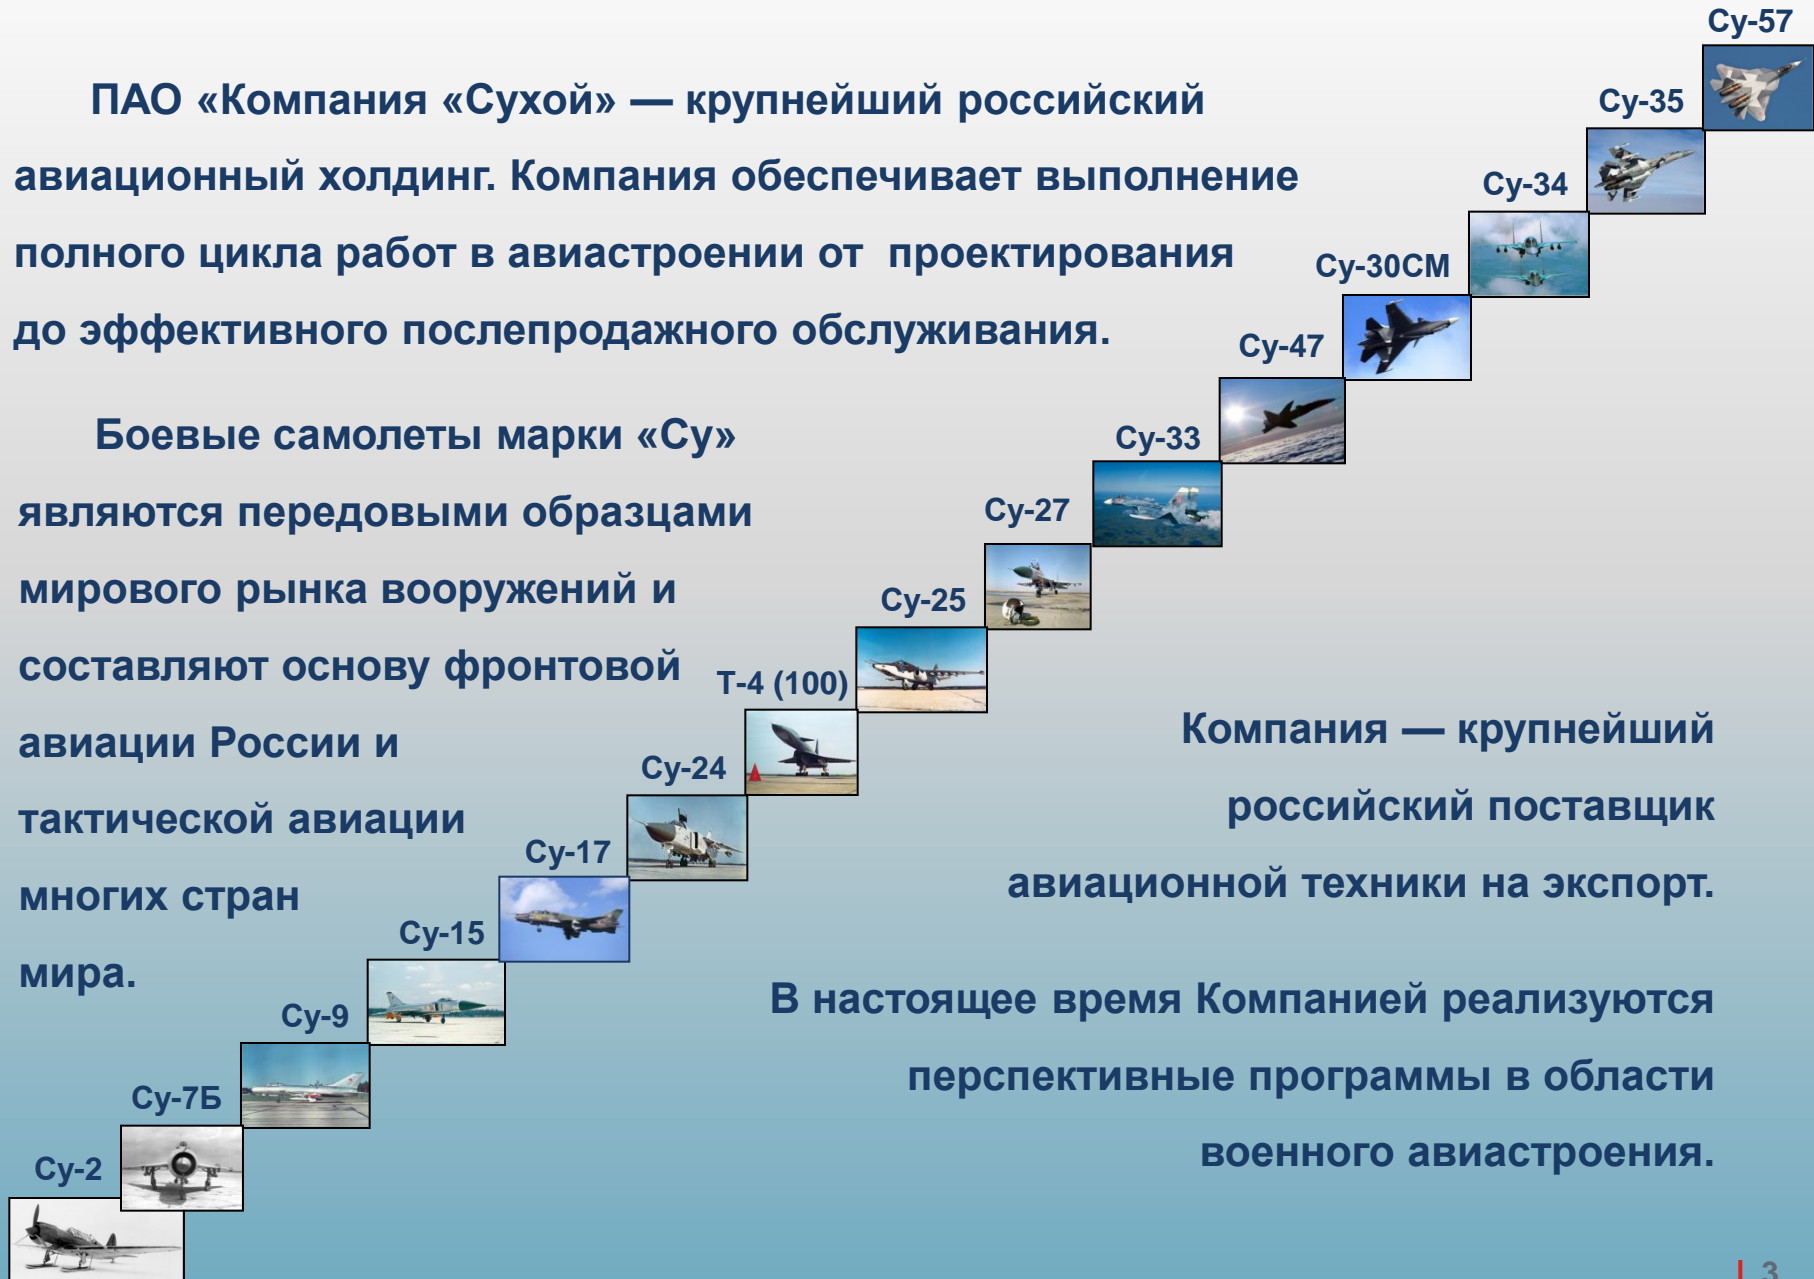 ПАО «Компания «Сухой» — крупнейший российский
авиационный холдинг. Компания обеспечивает выполнение
полного цикла работ в авиастроении от проектирования
до эффективного послепродажного обслуживания.
Боевые самолеты марки «Су»
являются передовыми образцами
мирового рынка вооружений и
составляют основу фронтовой
авиации России и
тактической авиации
многих стран
мира.
Су-57
Су-35
Су-34
Су-30СМ
Су-47
Су-33
Су-27
Су-25
Т-4 (100)
Су-24
Су-17
Су-15
Су-9
Су-7Б
Су-2
Компания — крупнейший
российский поставщик
авиационной техники на экспорт.
В настоящее время Компанией реализуются
перспективные программы в области
военного авиастроения.
3